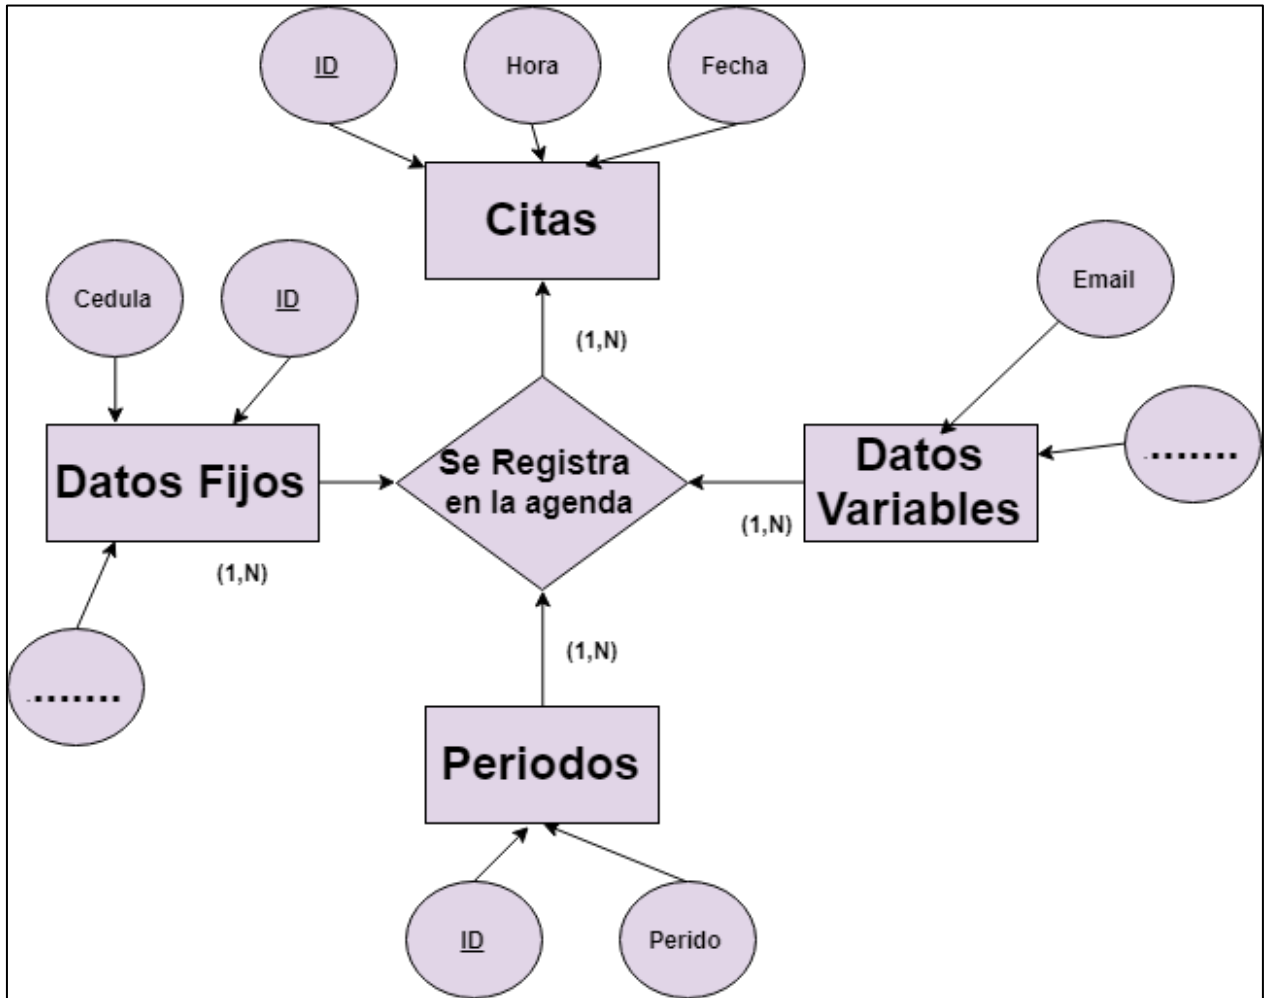 ID
Hora
Fecha
Citas
Email
Cedula
ID
(1,N)
Datos Fijos
Se Registra
en la agenda
Datos
Variables
........
(1,N)
(1,N)
(1,N)
........
Periodos
ID
Perido